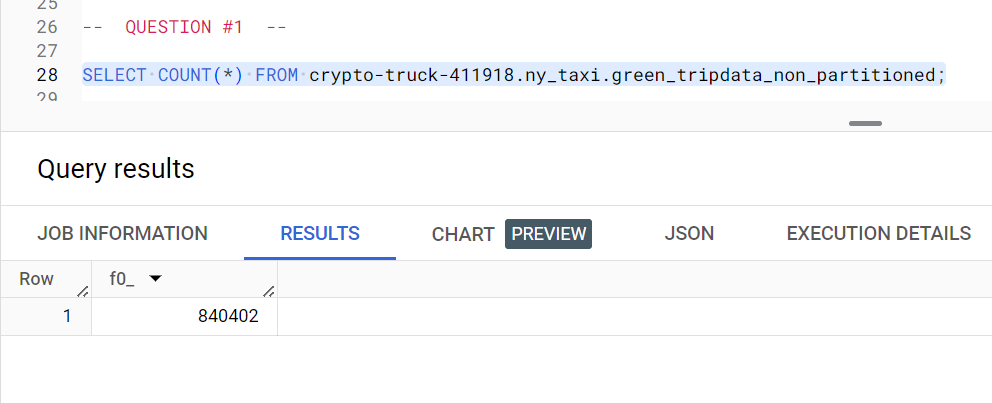 25
26 -- QUESTION #1 --
27
28 SELECT COUNT(*) FROM crypto-truck-411918.ny_taxi.green_tripdata_non_partitioned;
29
Query results
JOB INFORMATION RESULTS CHART PREVIEW JSON EXECUTION DETAILS
Row f0_
1 840402